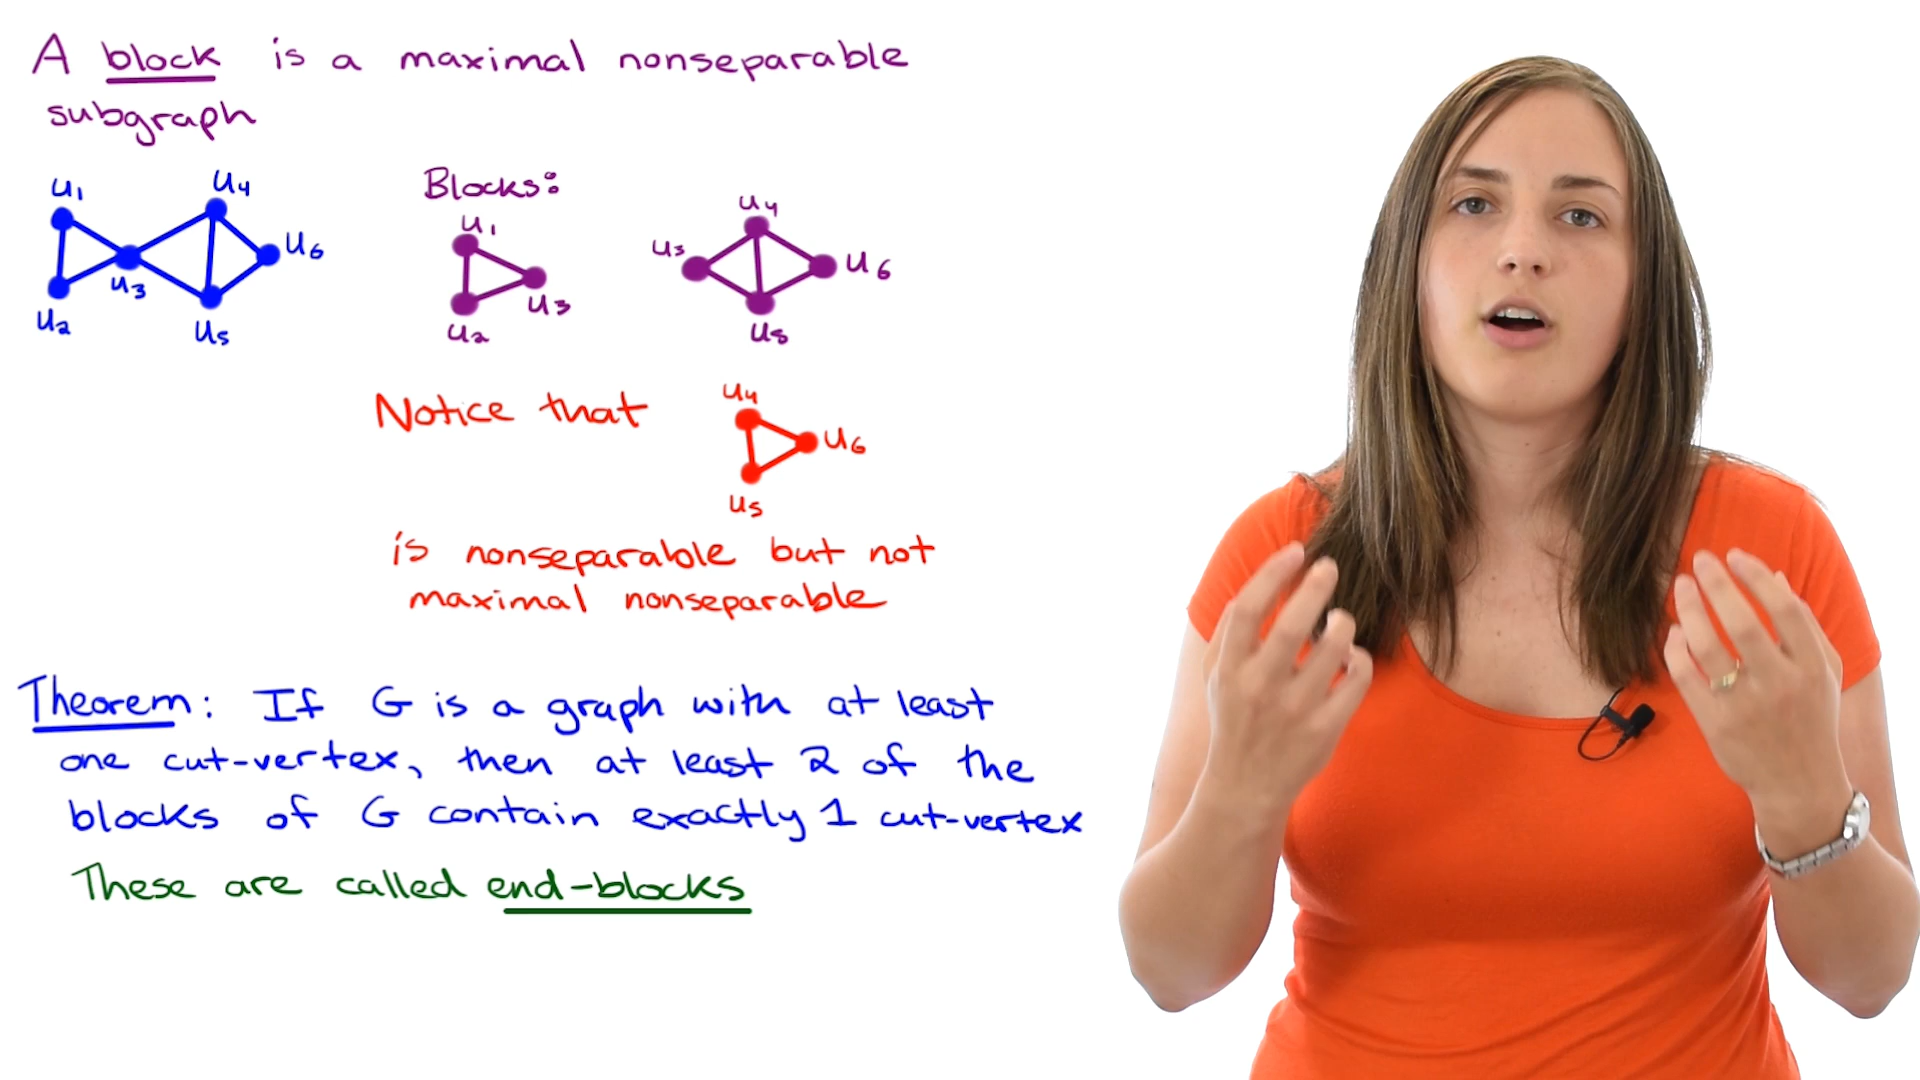 A block is a maximal nonseparable
subgraph
u₁ u₄
u₆
u₃
u₂ u₅
Blocks:
u₁
u₃
u₂
u₄
u₃ u₆
u₅
Notice that
u₄
u₆
u₅
is nonseparable but not
maximal nonseparable
Theorem: If G is a graph with at least
one cut-vertex, then at least 2 of the
blocks of G contain exactly 1 cut-vertex
These are called end-blocks